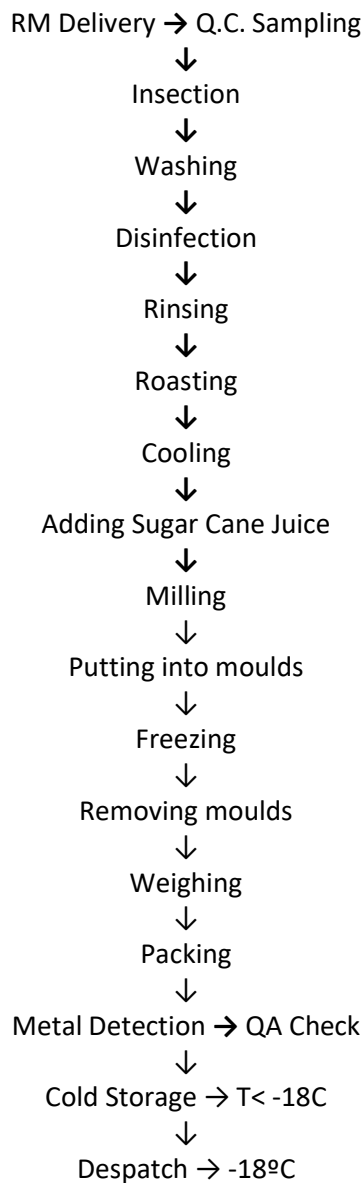 RM Delivery → Q.C. Sampling
↓
Insection
↓
Washing
↓
Disinfection
↓
Rinsing
↓
Roasting
↓
Cooling
↓
Adding Sugar Cane Juice
↓
Milling
↓
Putting into moulds
↓
Freezing
↓
Removing moulds
↓
Weighing
↓
Packing
↓
Metal Detection → QA Check
↓
Cold Storage → T< -18C
↓
Despatch → -18ºC